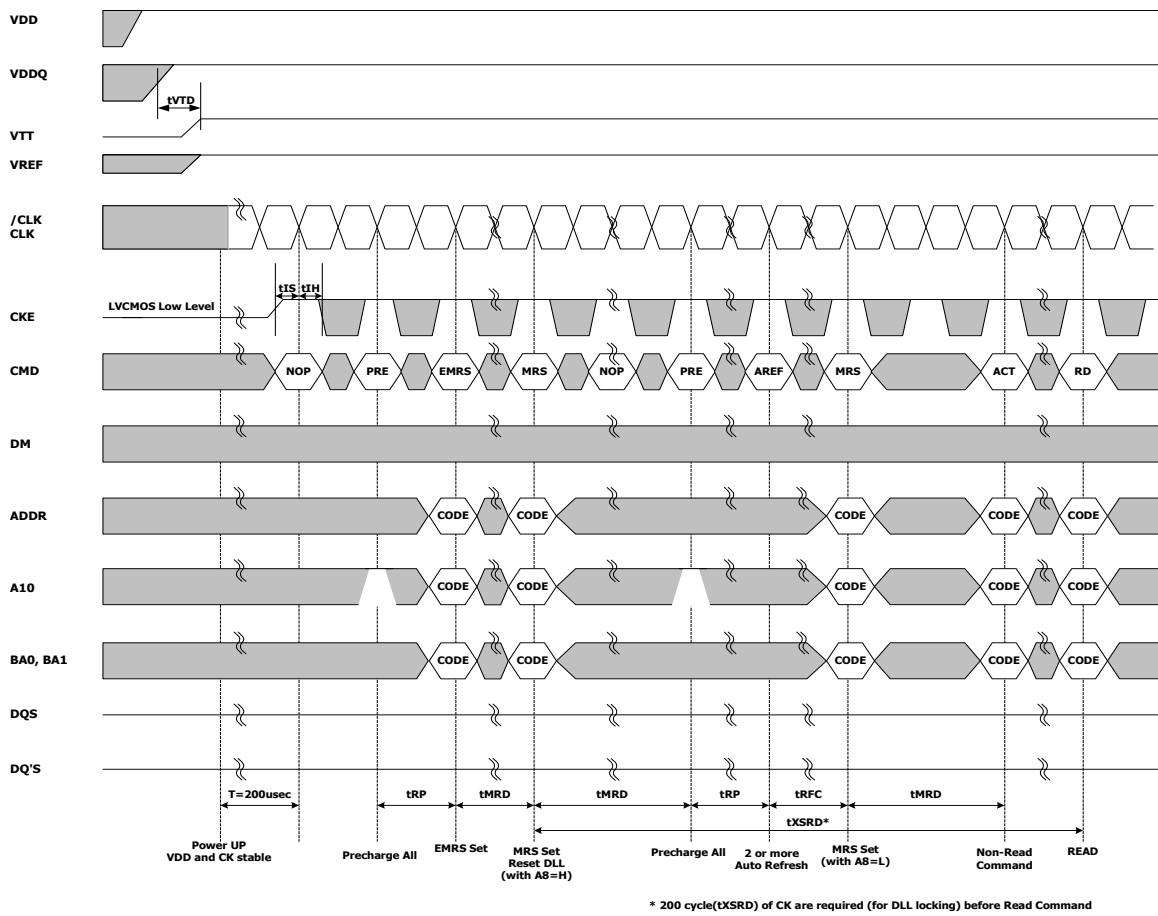 VDD
VDDQ
tVTD
VTT
VREF
/CLK
CLK
tIS tIH
LVCMOS Low Level
CKE
CMD NOP PRE EMRS MRS NOP PRE AREF MRS ACT RD
DM
ADDR CODE CODE CODE CODE CODE
A10 CODE CODE CODE CODE CODE
BA0, BA1 CODE CODE CODE CODE CODE
DQS
DQ'S
T=200usec tRP tMRD tMRD tRP tRFC tMRD
tXSRD*
Power UP
VDD and CK stable
Precharge All
EMRS Set
MRS Set
Reset DLL
(with A8=H)
Precharge All
2 or more
Auto Refresh
MRS Set
(with A8=L)
Non-Read
Command
READ
* 200 cycle(tXSRD) of CK are required (for DLL locking) before Read Command